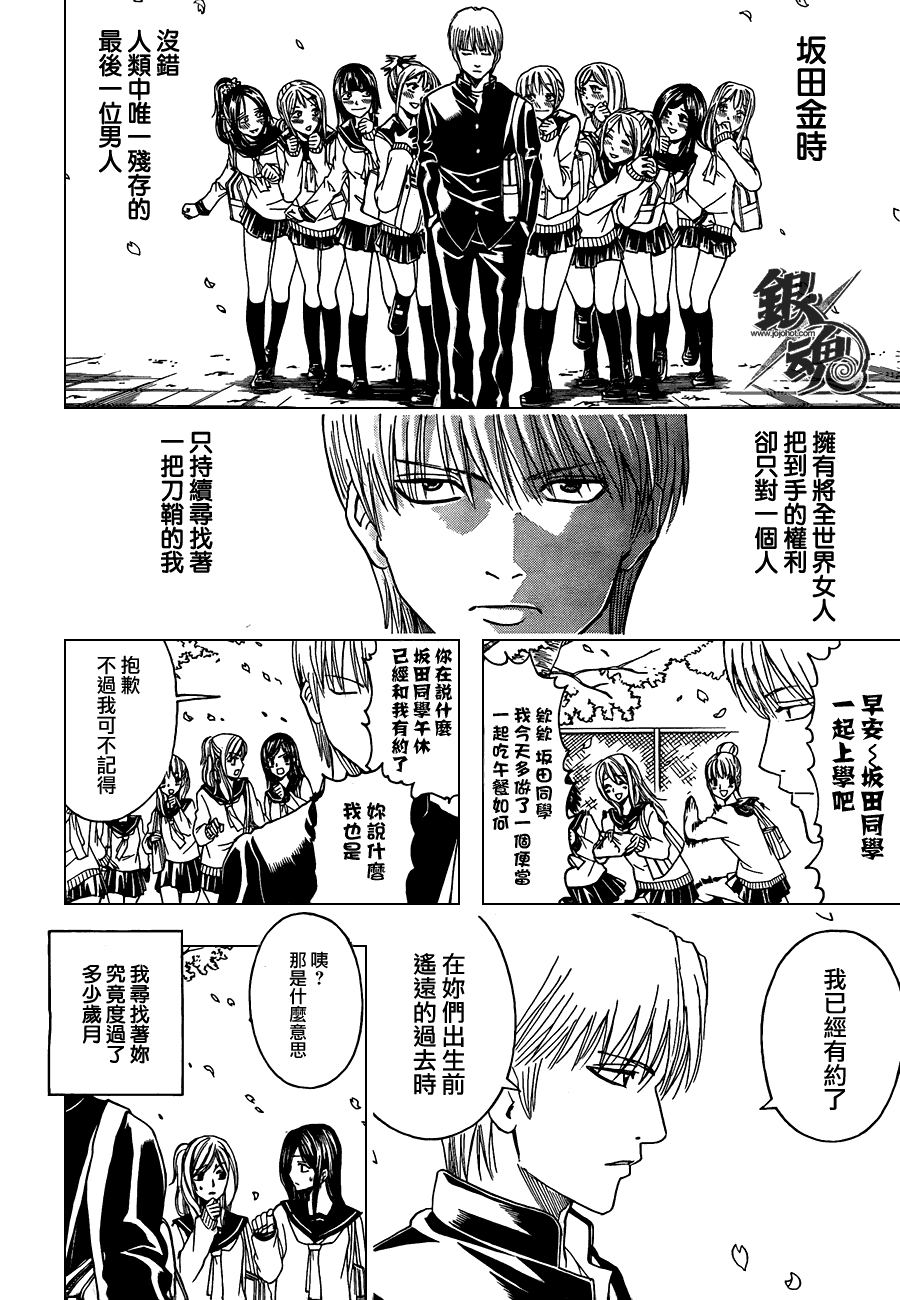 坂田金時
沒錯
人類中唯一殘存的
最後一位男人
銀魂
www.jojohot.com
擁有將全世界女人
把到手的權利
卻只對一個人
只持續尋找著
一把刀鞘的我
早安～坂田同學
一起上學吧
欸欸 坂田同學
我今天多做了一個便當
一起吃午餐如何
你在說什麼
坂田同學午休
已經和我有約了
妳說什麼
我也是
抱歉
不過我可不記得
我已經有約了
在妳們出生前
遙遠的過去時
咦？
那是什麼意思
我尋找著妳
究竟度過了
多少歲月